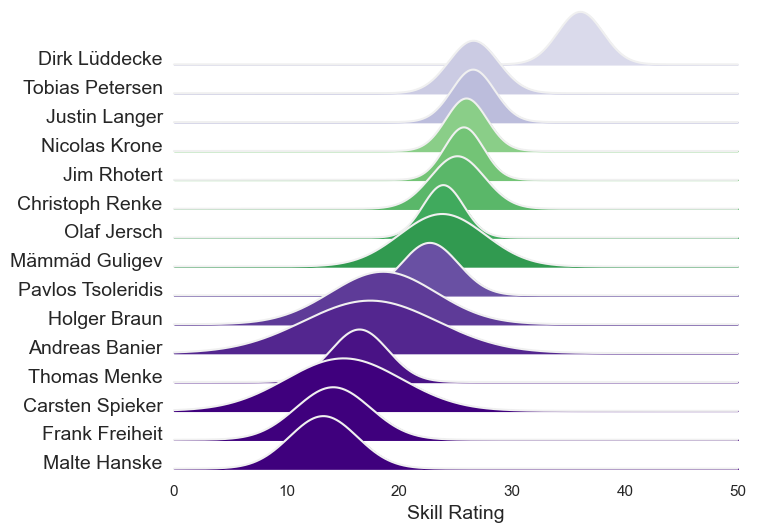 Dirk Lüddecke
Tobias Petersen
Justin Langer
Nicolas Krone
Jim Rhotert
Christoph Renke
Olaf Jersch
Mämmäd Guligev
Pavlos Tsoleridis
Holger Braun
Andreas Banier
Thomas Menke
Carsten Spieker
Frank Freiheit
Malte Hanske
0 10 20 30 40 50
Skill Rating